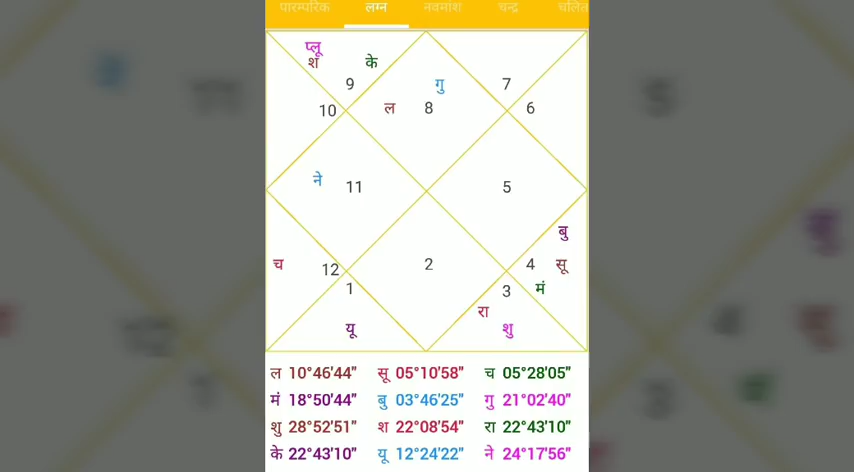 पारम्परिक लग्न नवमांश चन्द्र चलित
प्लू
श के
9 गु 7
10 ल 8 6
ने 11 5
बु
च 12 2 4 सू
1 3 मं
रा
यू शु
ल 10°46'44" सू 05°10'58" च 05°28'05"
मं 18°50'44" बु 03°46'25" गु 21°02'40"
शु 28°52'51" श 22°08'54" रा 22°43'10"
के 22°43'10" यू 12°24'22" ने 24°17'56"